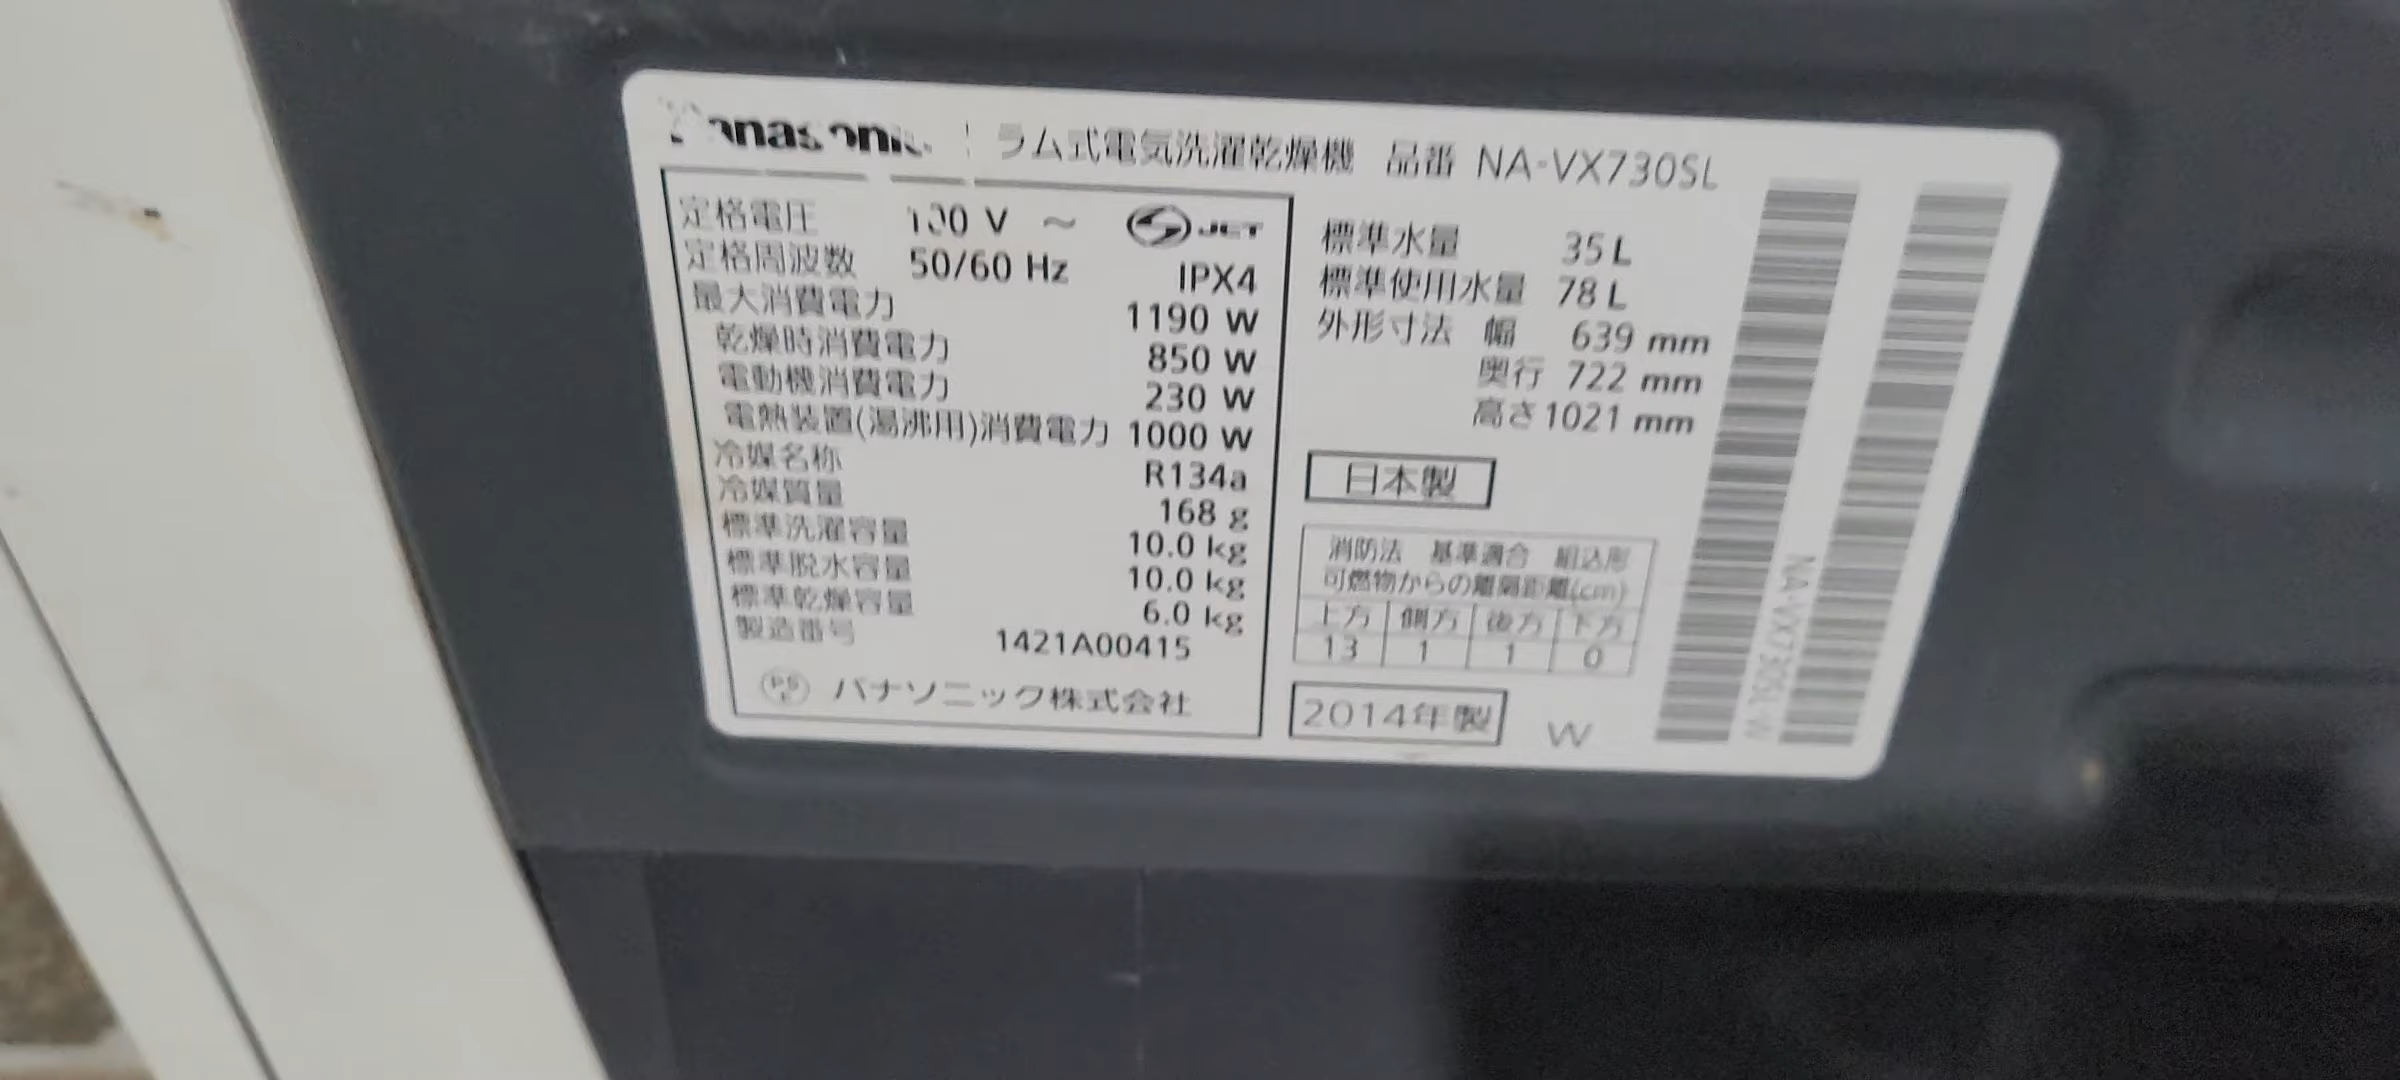 Panasonic ドラム式電気洗濯乾燥機 品番 NA-VX730SL
定格電圧 100 V ～ JET
定格周波数 50/60 Hz IPX4
最大消費電力 1190 W
乾燥時消費電力 850 W
電動機消費電力 230 W
電熱装置(湯沸用)消費電力 1000 W
冷媒名称 R134a
冷媒質量 168 g
標準洗濯容量 10.0 kg
標準脱水容量 10.0 kg
標準乾燥容量 6.0 kg
製造番号 1421A00415
PSE パナソニック株式会社
標準水量 35 L
標準使用水量 78 L
外形寸法 幅 639 mm
奥行 722 mm
高さ 1021 mm
日本製
消防法 基準適合 組込形
可燃物からの離隔距離(cm)
上方 側方 後方 下方
13 1 1 0
2014年製 W
NA-VX730SL-W